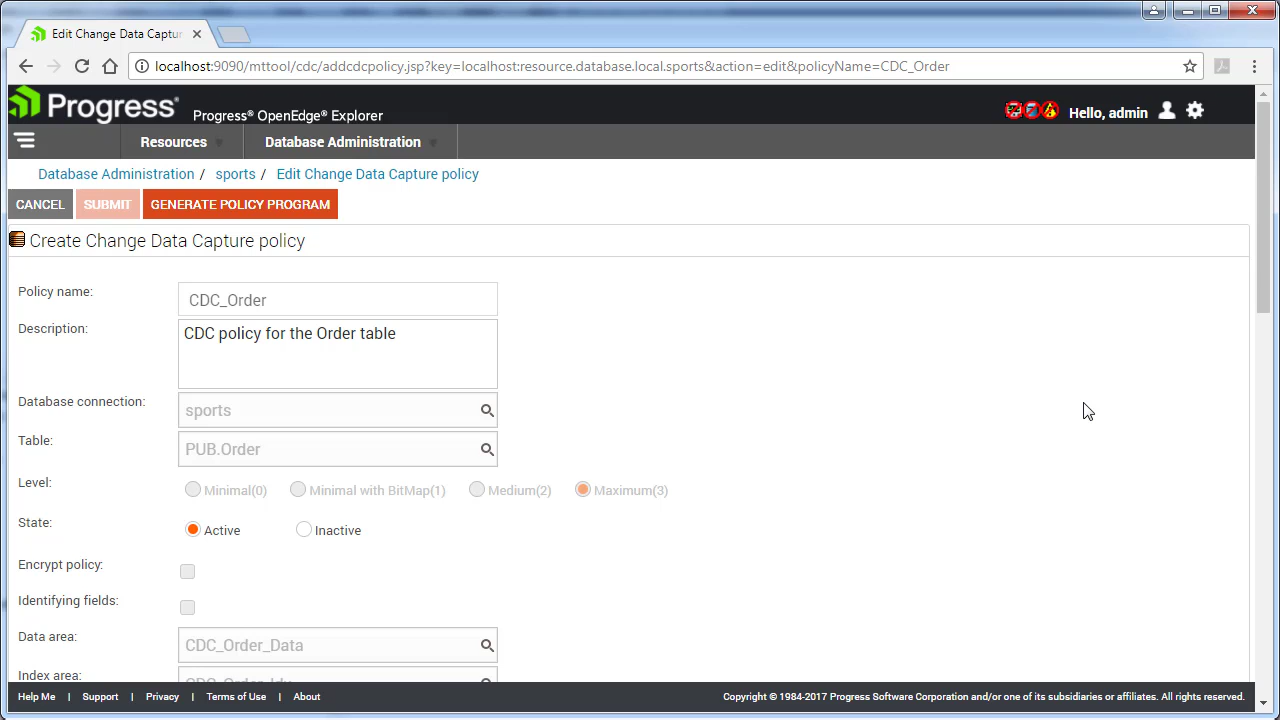 Edit Change Data Captur
localhost:9090/mttool/cdc/addcdcpolicy.jsp?key=localhost:resource.database.local.sports&action=edit&policyName=CDC_Order
Progress® Progress® OpenEdge® Explorer Hello, admin
Resources Database Administration
Database Administration / sports / Edit Change Data Capture policy
CANCEL SUBMIT GENERATE POLICY PROGRAM
Create Change Data Capture policy
Policy name: CDC_Order
Description: CDC policy for the Order table
Database connection: sports
Table: PUB.Order
Level: Minimal(0) Minimal with BitMap(1) Medium(2) Maximum(3)
State: Active Inactive
Encrypt policy:
Identifying fields:
Data area: CDC_Order_Data
Index area: CDC_Order_Idx
Help Me | Support | Privacy | Terms of Use | About Copyright © 1984-2017 Progress Software Corporation and/or one of its subsidiaries or affiliates. All rights reserved.